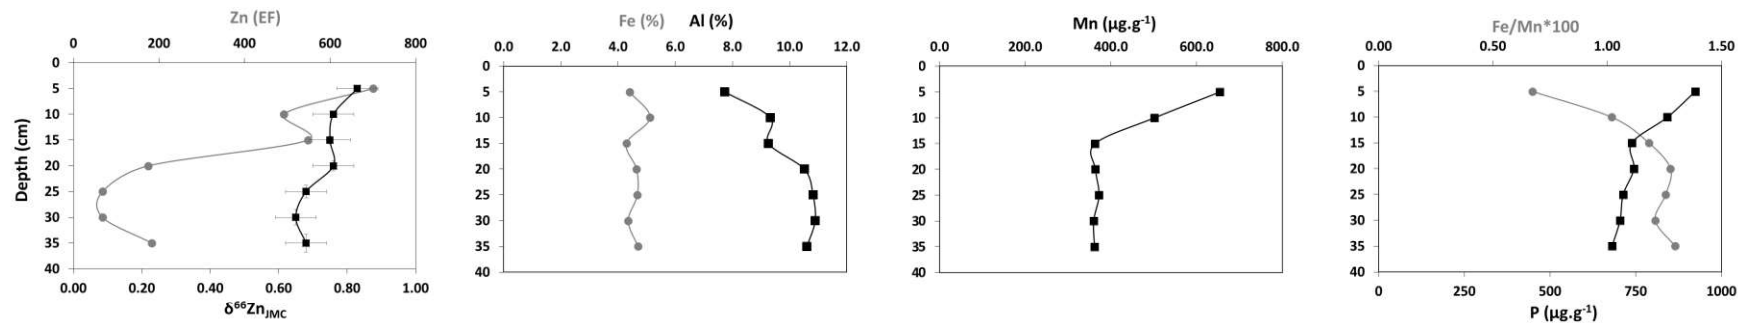 Zn (EF)
0 200 400 600 800
Depth (cm)
0
5
10
15
20
25
30
35
40
0.00 0.20 0.40 0.60 0.80 1.00
δ⁶⁶Zn JMC
Fe (%) Al (%)
0.0 2.0 4.0 6.0 8.0 10.0 12.0
0
5
10
15
20
25
30
35
40
Mn (µg.g⁻¹)
0.0 200.0 400.0 600.0 800.0
0
5
10
15
20
25
30
35
40
Fe/Mn*100
0.00 0.50 1.00 1.50
0
5
10
15
20
25
30
35
40
0 250 500 750 1000
P (µg.g⁻¹)